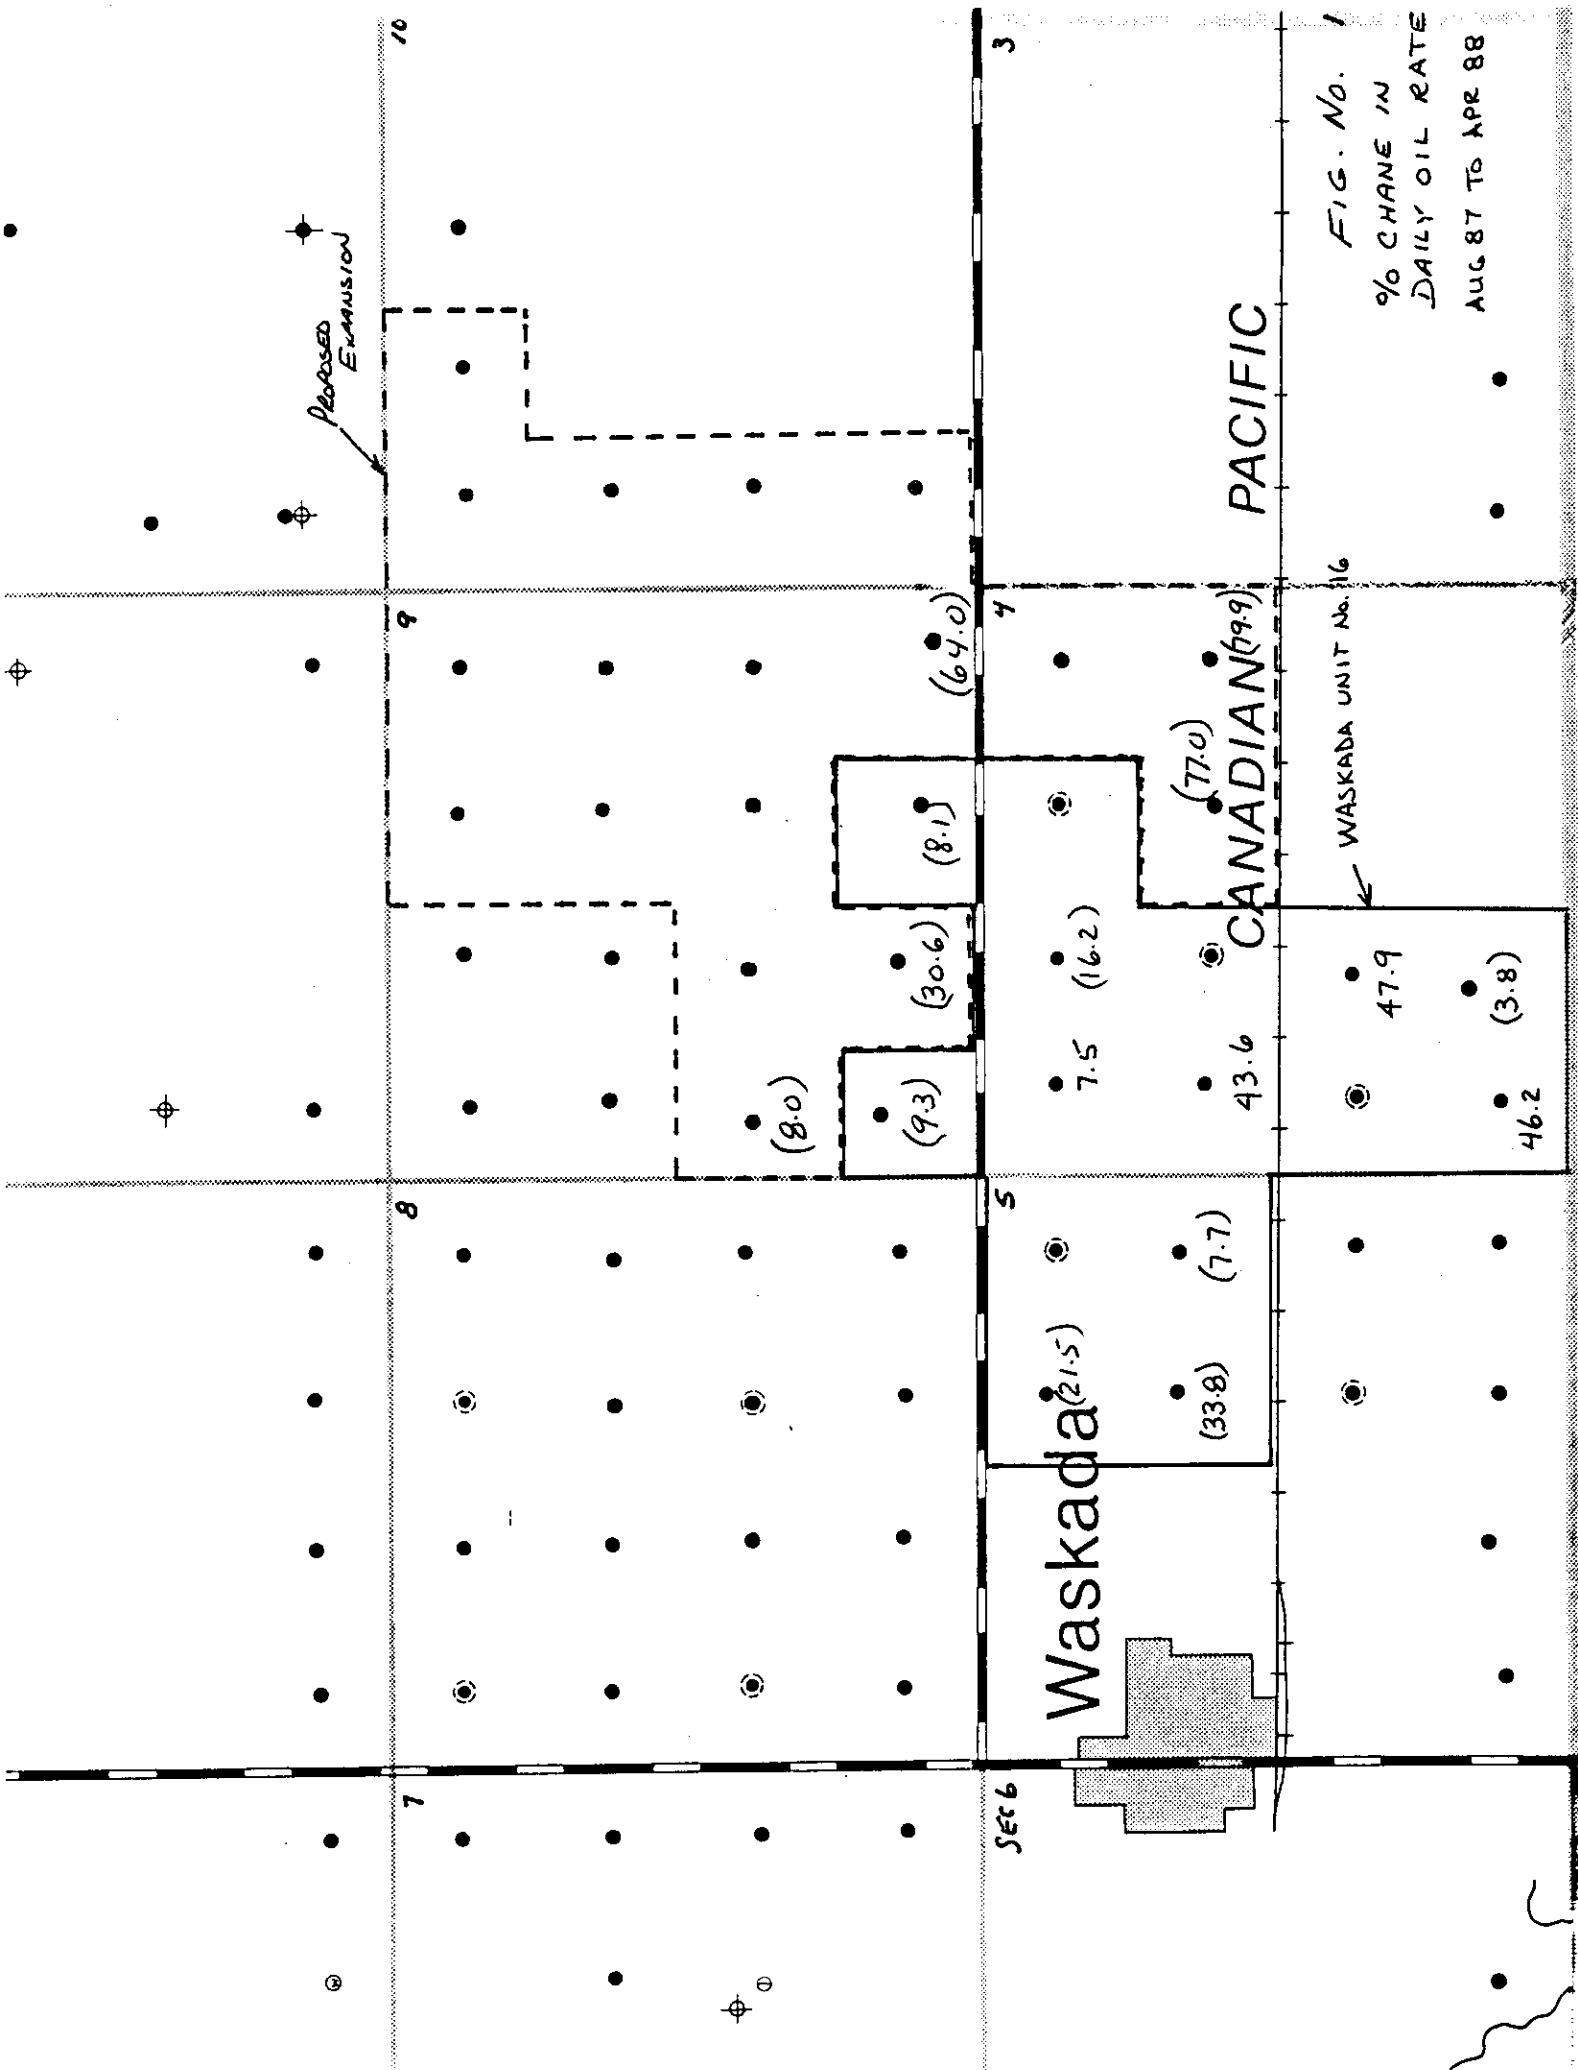 FIG. No. 1
% CHANE IN
DAILY OIL RATE
AUG 87 TO APR 88
PROPOSED
EXPANSION
WASKADA UNIT No. 16
CANADIAN PACIFIC
Waskada
7
8
9
10
SEC 6
5
4
3
(8.0)
(9.3)
(30.6)
(8.1)
(64.0)
(21.5)
(33.8)
(7.7)
7.5
(16.2)
43.6
(77.0)
(79.9)
47.9
46.2
(3.8)